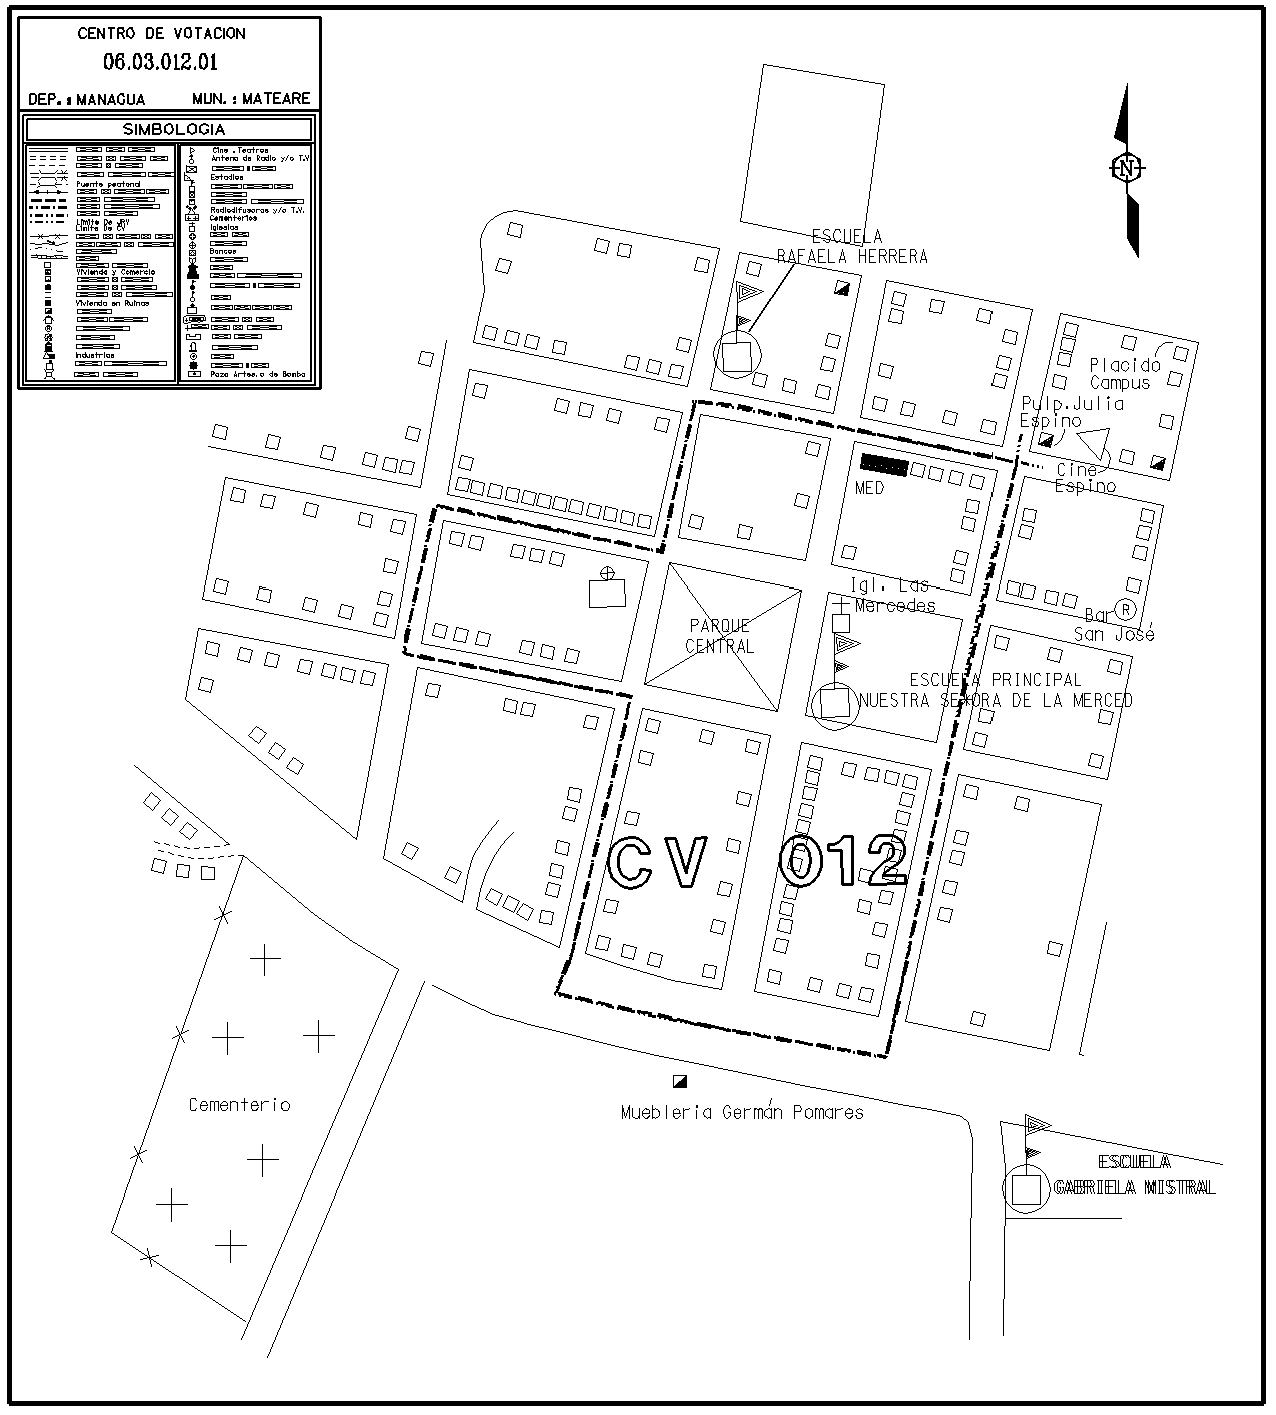 CENTRO DE VOTACION
06.03.012.01
DEP. : MANAGUA MUN. : MATEARE
SIMBOLOGIA
Puente peatonal
Limite De JRV
Limite De CV
Vivienda y Comercio
Vivienda en Ruinas
Industrias
Cine . Teatros
Antena de Radio y/o T.V
Estadios
Radiodifusoras y/o T.V.
Cementerios
Iglesias
Bancos
Pozo Artes. o de Bomba
N
ESCUELA
RAFAELA HERRERA
Placido
Campus
Pulp.Julia
Espino
Cine
Espino
MED
Igl. Las
Mercedes
Bar R
San José
PARQUE
CENTRAL
ESCUELA PRINCIPAL
NUESTRA SE*ORA DE LA MERCED
CV 012
Cementerio
Muebleria Germán Pomares
ESCUELA
GABRIELA MISTRAL